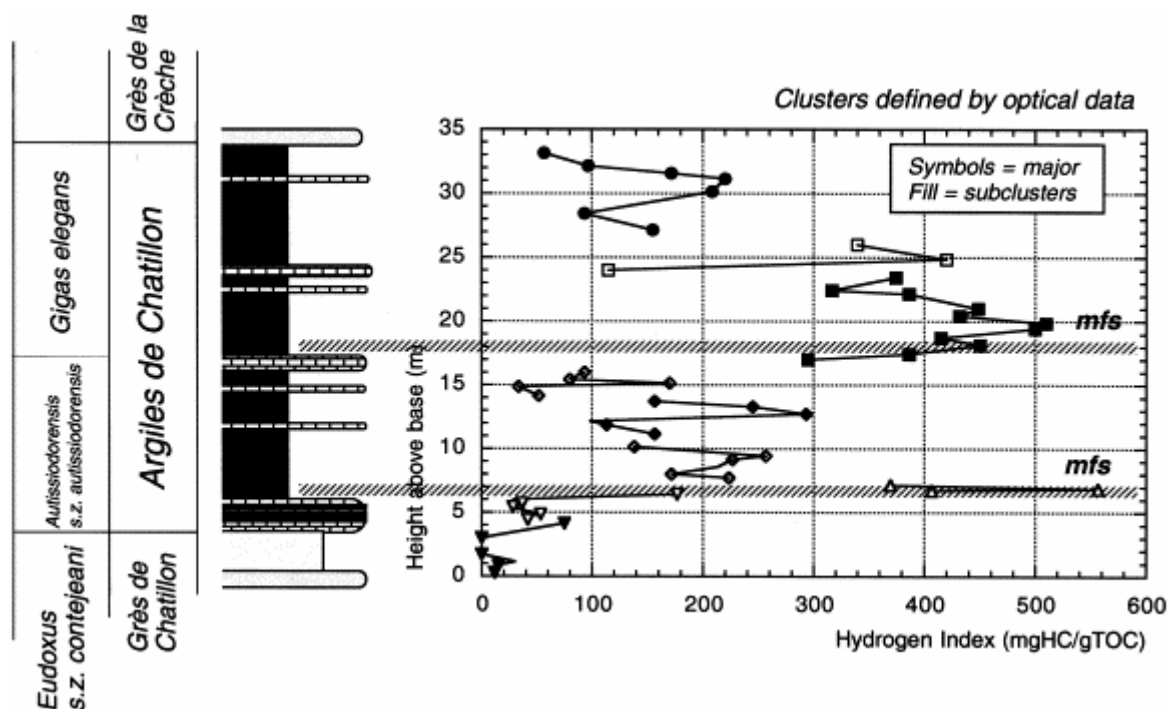 Grès de la
Crèche
Argiles de Chatillon
Grès de
Chatillon
Gigas elegans
Autissiodorensis
s.z. autissiodorensis
Eudoxus
s.z. contejeani
Clusters defined by optical data
Symbols = major
Fill = subclusters
mfs
mfs
Height above base (m)
35
30
25
20
15
10
5
0
0 100 200 300 400 500 600
Hydrogen Index (mgHC/gTOC)